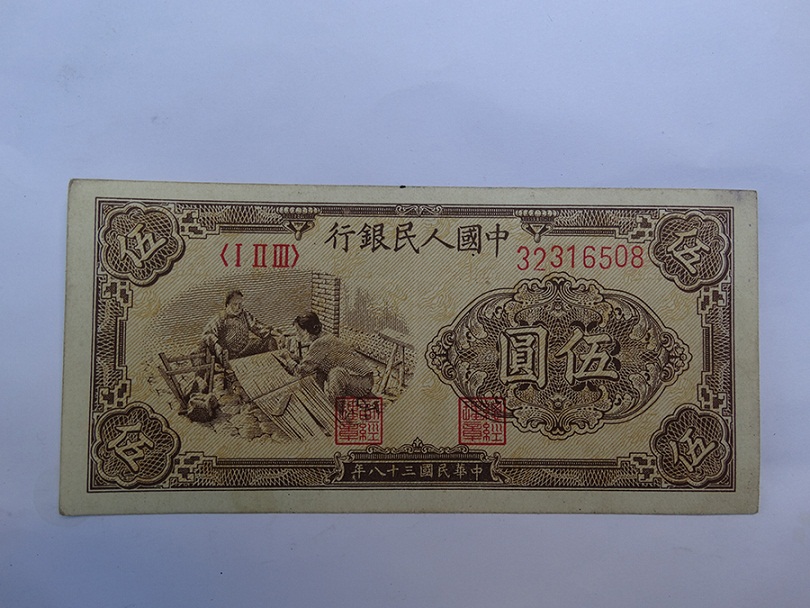 中國人民銀行
伍
伍
〈I II III〉
32316508
伍圓
伍
伍
中華民國三十八年